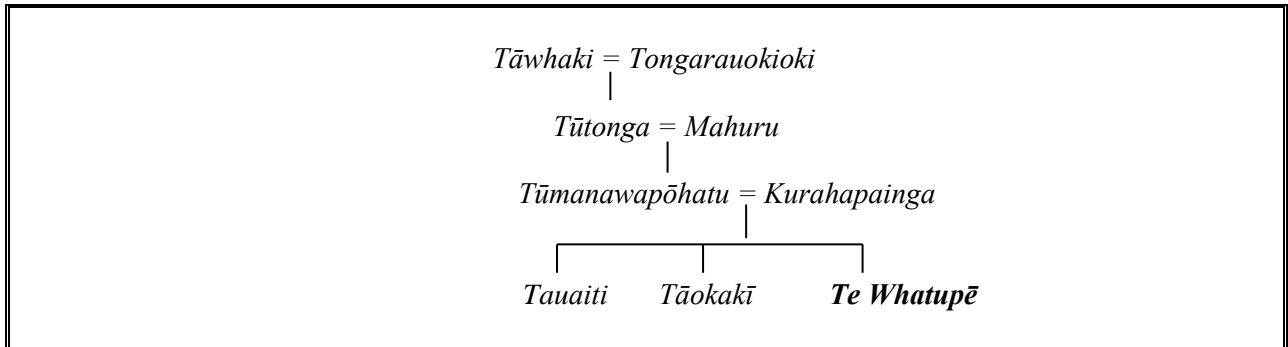 Tāwhaki = Tongarauokioki
Tūtonga = Mahuru
Tūmanawapōhatu = Kurahapainga
Tauaiti Tāokakī Te Whatupē